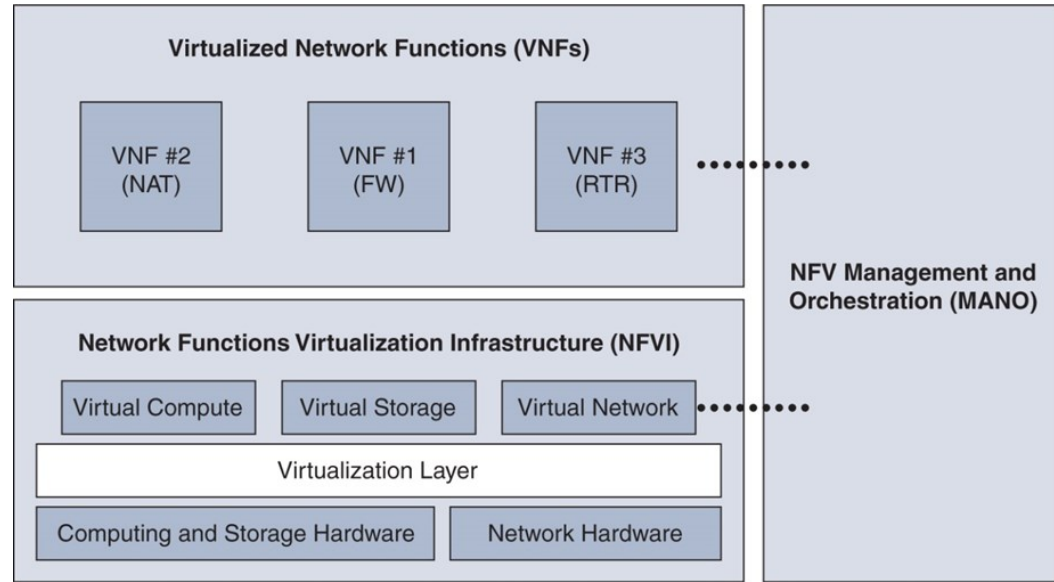 Virtualized Network Functions (VNFs)
VNF #2
(NAT)
VNF #1
(FW)
VNF #3
(RTR)
Network Functions Virtualization Infrastructure (NFVI)
Virtual Compute
Virtual Storage
Virtual Network
Virtualization Layer
Computing and Storage Hardware
Network Hardware
NFV Management and
Orchestration (MANO)